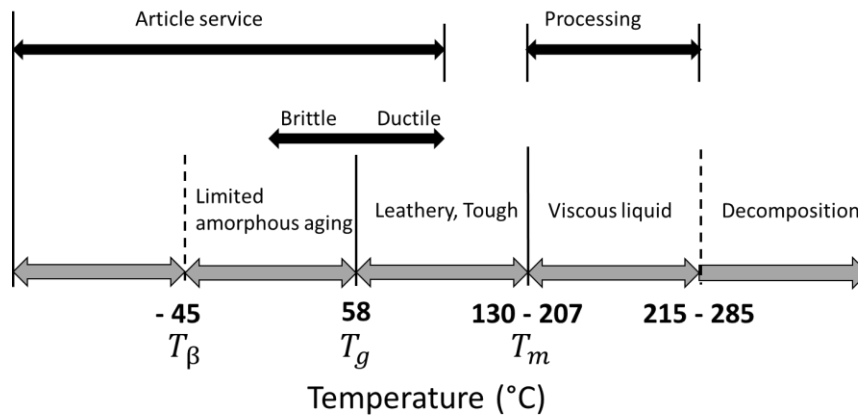 Article service
Processing
Brittle
Ductile
Limited
amorphous aging
Leathery, Tough
Viscous liquid
Decomposition
- 45
58
130 - 207
215 - 285
Tβ
Tg
Tm
Temperature (°C)